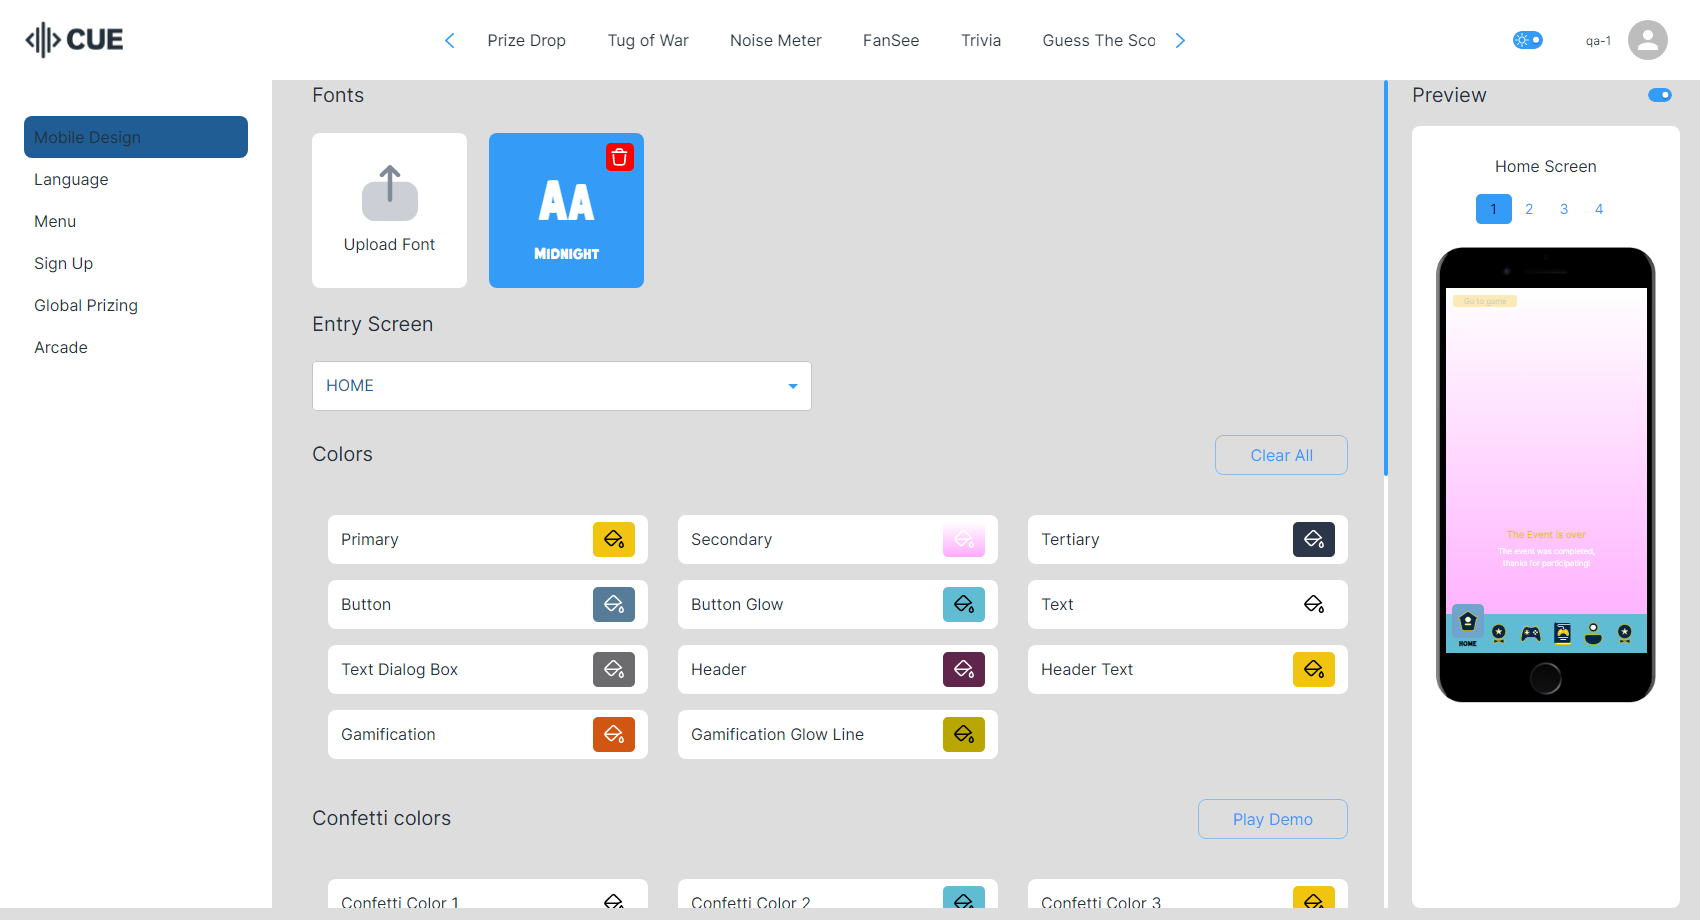 CUE
Prize Drop
Tug of War
Noise Meter
FanSee
Trivia
Guess The Sco
qa-1
Mobile Design
Language
Menu
Sign Up
Global Prizing
Arcade
Fonts
Upload Font
AA
MIDNIGHT
Entry Screen
HOME
Colors
Clear All
Primary
Secondary
Tertiary
Button
Button Glow
Text
Text Dialog Box
Header
Header Text
Gamification
Gamification Glow Line
Confetti colors
Play Demo
Confetti Color 1
Confetti Color 2
Confetti Color 3
Preview
Home Screen
1 2 3 4
Go to game
The Event is over
The event was completed,
thanks for participating!
HOME